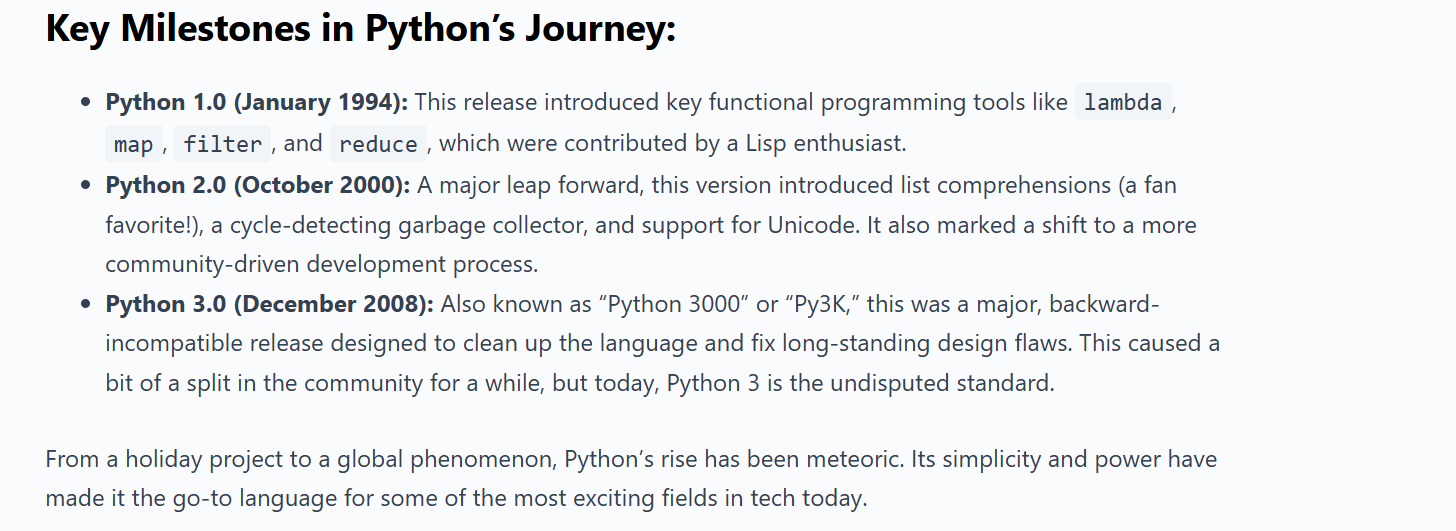 Key Milestones in Python’s Journey:
• Python 1.0 (January 1994): This release introduced key functional programming tools like lambda,
map, filter, and reduce, which were contributed by a Lisp enthusiast.
• Python 2.0 (October 2000): A major leap forward, this version introduced list comprehensions (a fan
favorite!), a cycle-detecting garbage collector, and support for Unicode. It also marked a shift to a more
community-driven development process.
• Python 3.0 (December 2008): Also known as “Python 3000” or “Py3K,” this was a major, backward-
incompatible release designed to clean up the language and fix long-standing design flaws. This caused a
bit of a split in the community for a while, but today, Python 3 is the undisputed standard.
From a holiday project to a global phenomenon, Python’s rise has been meteoric. Its simplicity and power have
made it the go-to language for some of the most exciting fields in tech today.